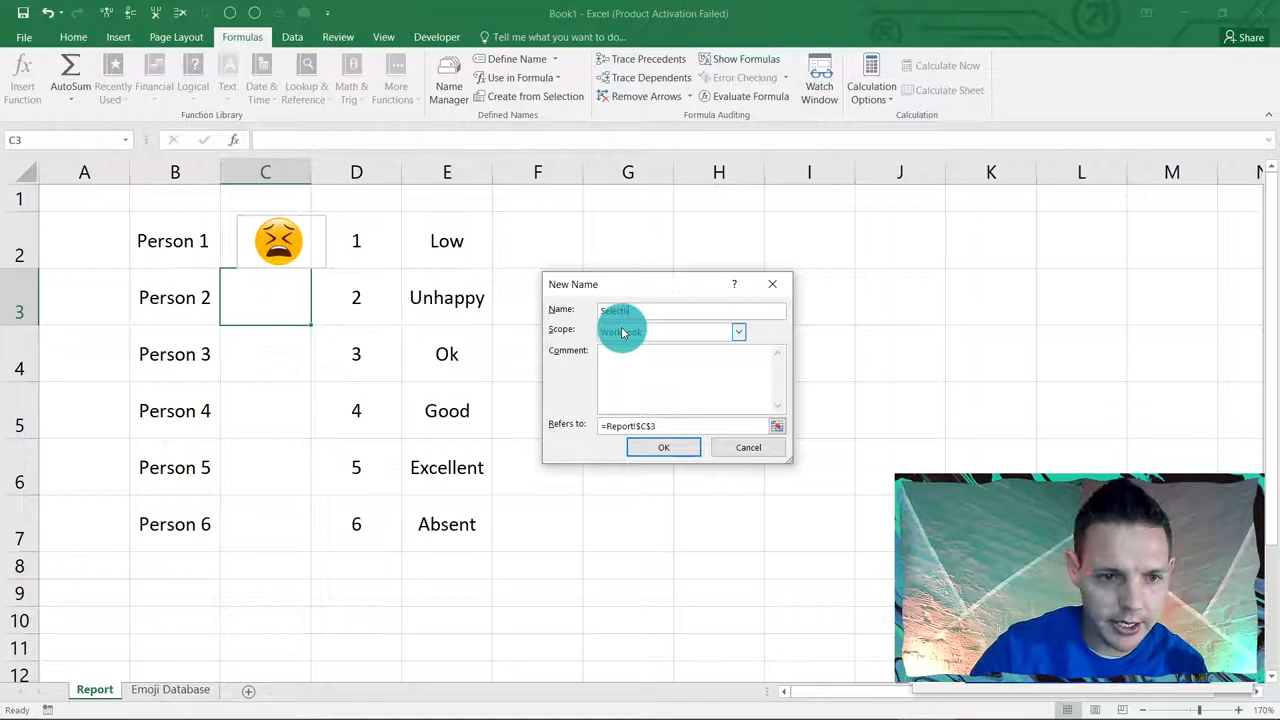 Book1 - Excel (Product Activation Failed)
File Home Insert Page Layout Formulas Data Review View Developer Tell me what you want to do... Share
Insert Function
AutoSum
Recently Used
Financial
Logical
Text
Date & Time
Lookup & Reference
Math & Trig
More Functions
Function Library
Name Manager
Define Name
Use in Formula
Create from Selection
Defined Names
Trace Precedents
Trace Dependents
Remove Arrows
Show Formulas
Error Checking
Evaluate Formula
Formula Auditing
Watch Window
Calculation Options
Calculate Now
Calculate Sheet
Calculation
C3 fx
A B C D E F G H I J K L M N
1
2 Person 1 1 Low
3 Person 2 2 Unhappy
4 Person 3 3 Ok
5 Person 4 4 Good
6 Person 5 5 Excellent
7 Person 6 6 Absent
8
9
10
11
12
New Name ?
Name:
Scope: Workbook
Comment:
Refers to: =Report!$C$3
OK Cancel
Report Emoji Database
Ready 170%